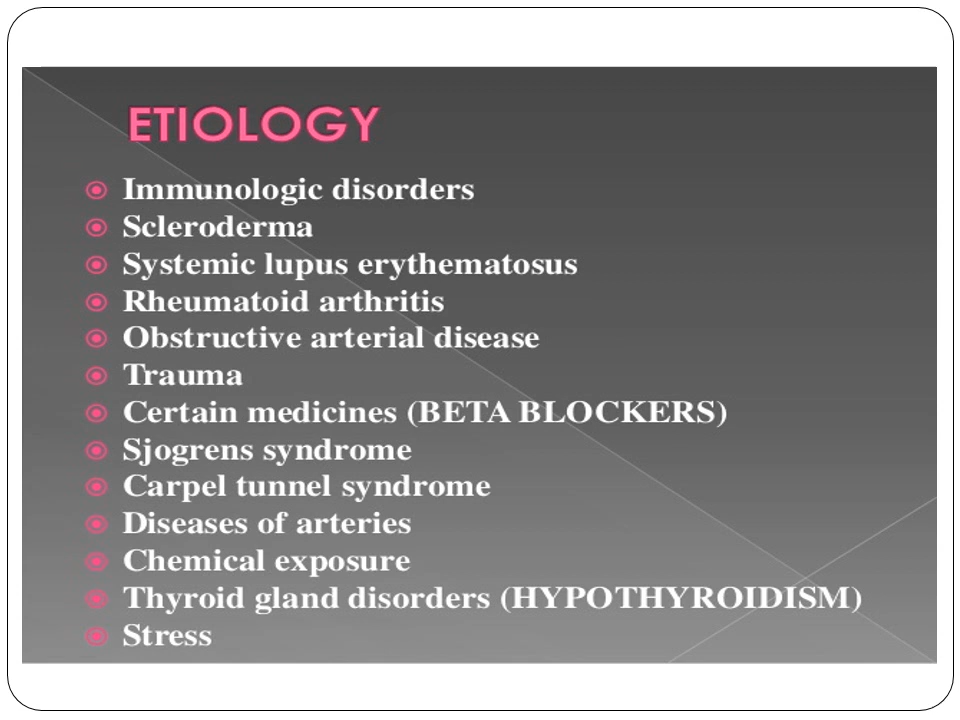 ETIOLOGY
Immunologic disorders
Scleroderma
Systemic lupus erythematosus
Rheumatoid arthritis
Obstructive arterial disease
Trauma
Certain medicines (BETA BLOCKERS)
Sjogrens syndrome
Carpel tunnel syndrome
Diseases of arteries
Chemical exposure
Thyroid gland disorders (HYPOTHYROIDISM)
Stress